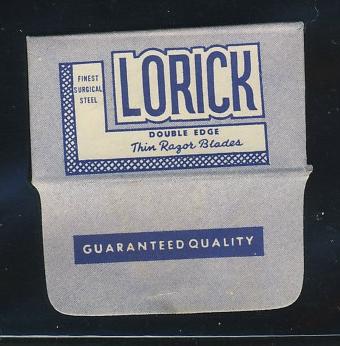 FINEST
SURGICAL
STEEL
LORICK
DOUBLE EDGE
Thin Razor Blades
GUARANTEED QUALITY